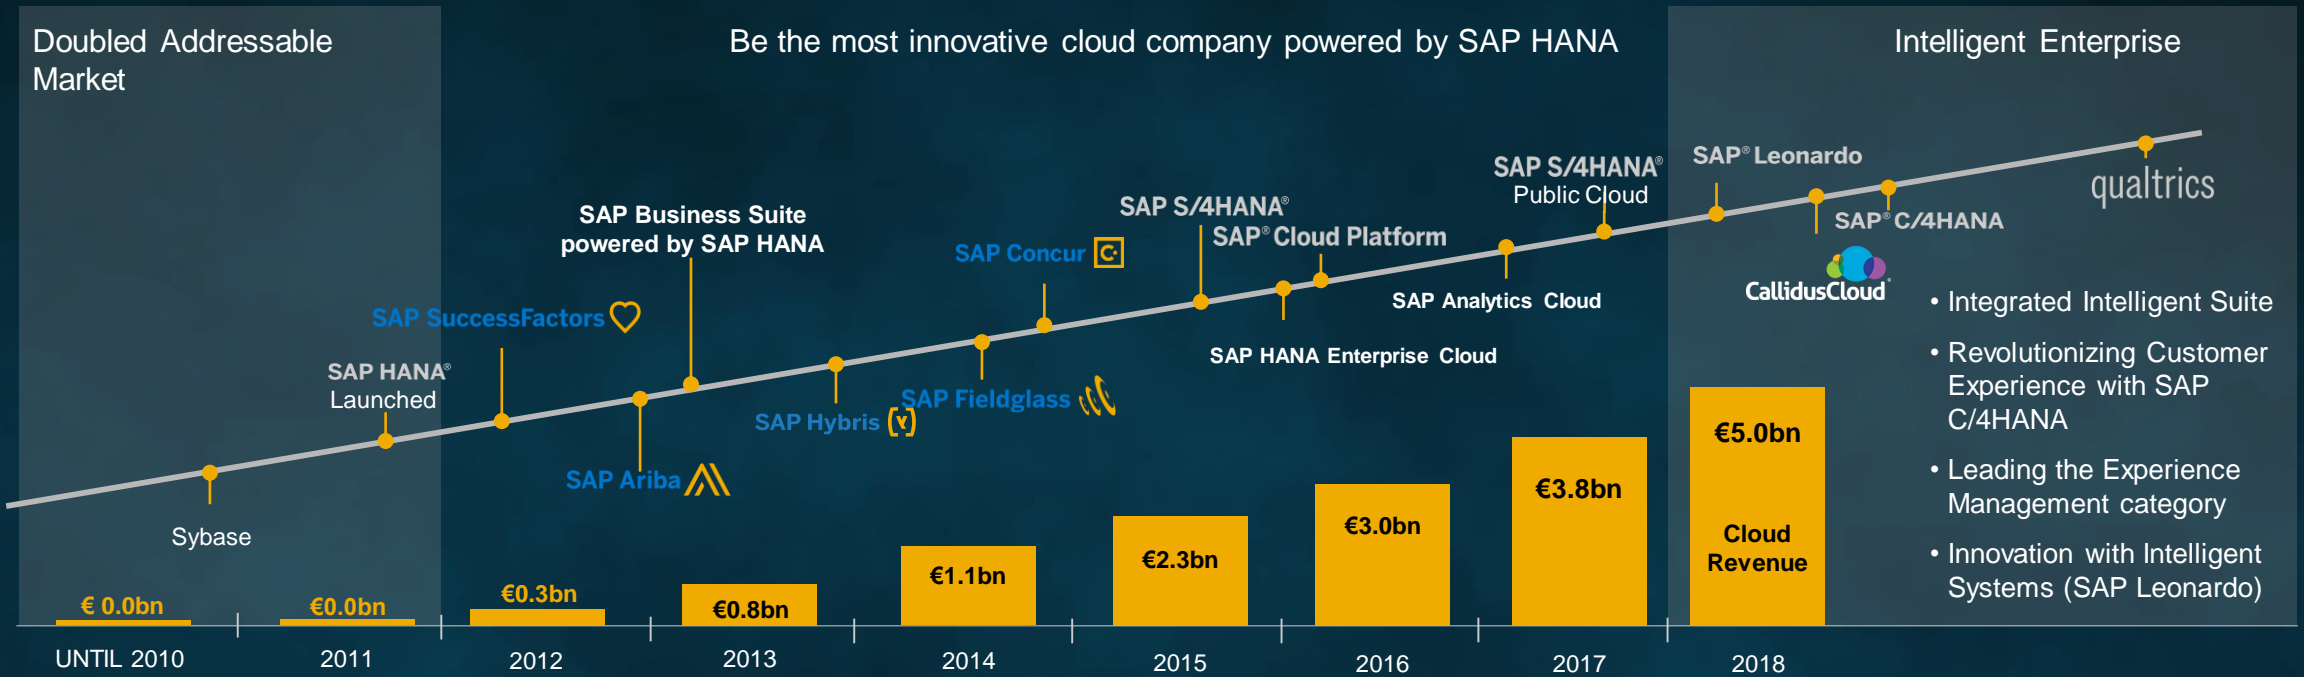 Doubled Addressable
Market
Be the most innovative cloud company powered by SAP HANA
Intelligent Enterprise
Sybase
SAP HANA®
Launched
SAP SuccessFactors
SAP Ariba
SAP Business Suite
powered by SAP HANA
SAP Hybris
SAP Fieldglass
SAP Concur
SAP S/4HANA®
SAP HANA Enterprise Cloud
SAP® Cloud Platform
SAP Analytics Cloud
SAP S/4HANA®
Public Cloud
SAP® Leonardo
CallidusCloud®
SAP® C/4HANA
qualtrics
• Integrated Intelligent Suite
• Revolutionizing Customer
Experience with SAP
C/4HANA
• Leading the Experience
Management category
• Innovation with Intelligent
Systems (SAP Leonardo)
€ 0.0bn
€0.0bn
€0.3bn
€0.8bn
€1.1bn
€2.3bn
€3.0bn
€3.8bn
€5.0bn
Cloud
Revenue
UNTIL 2010
2011
2012
2013
2014
2015
2016
2017
2018